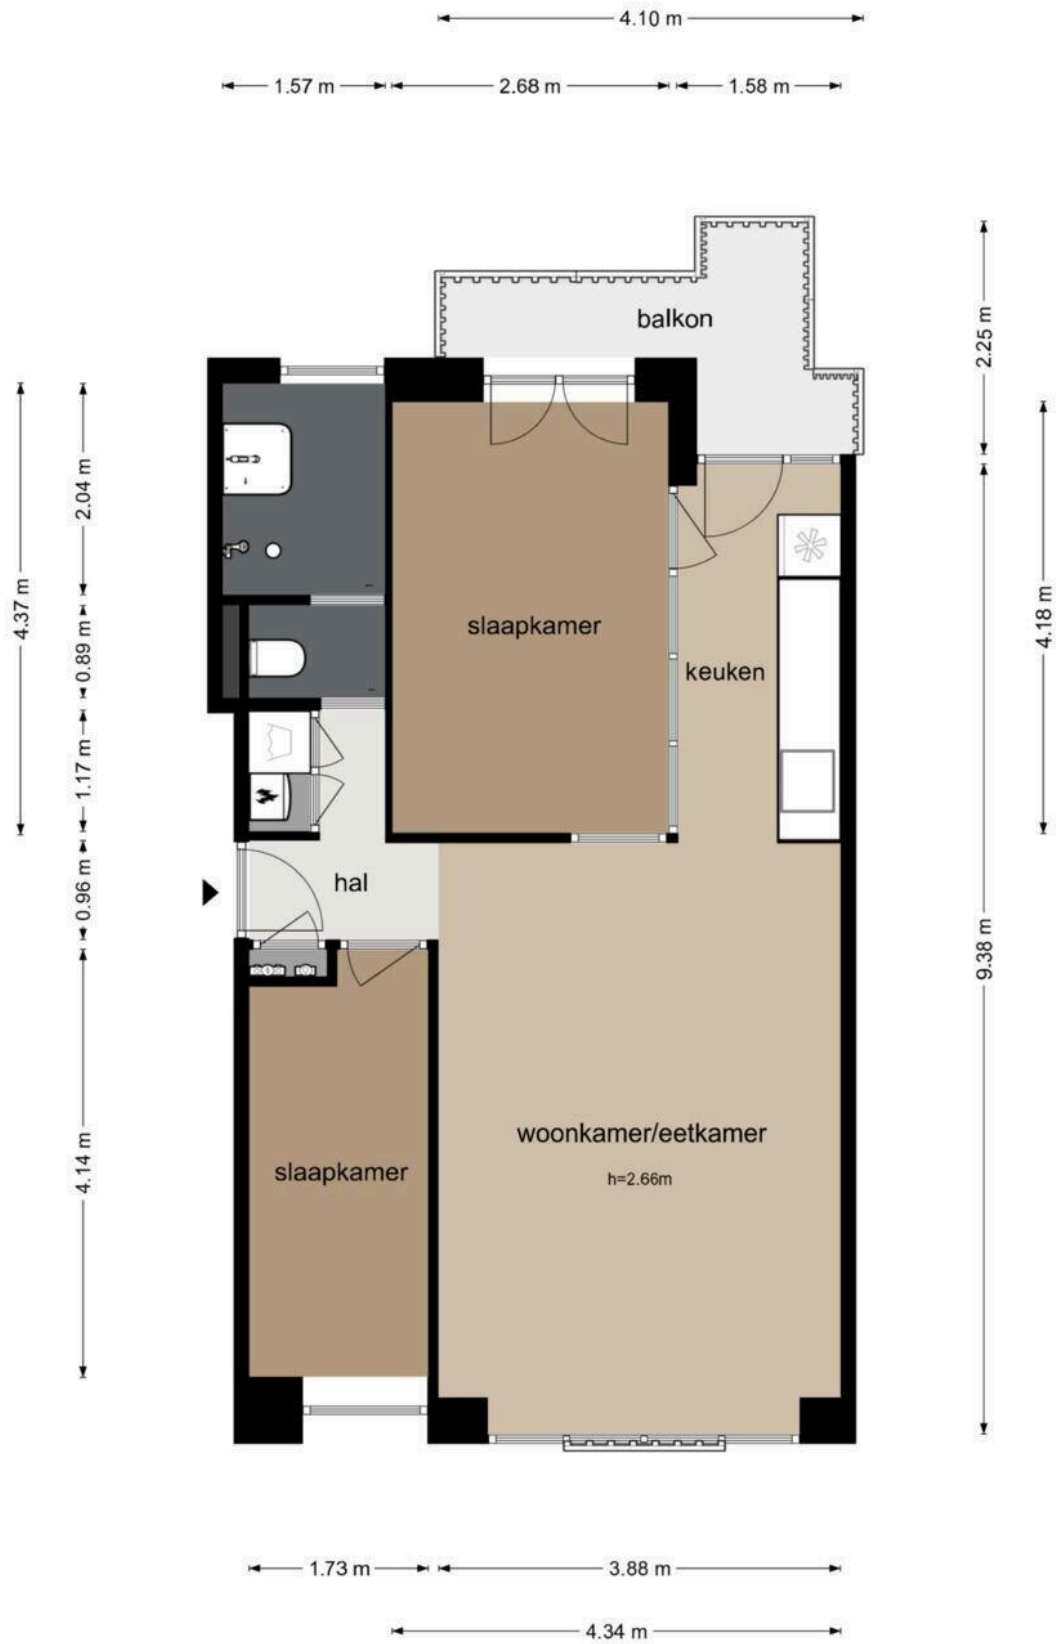 4.10 m
1.57 m
2.68 m
1.58 m
balkon
2.25 m
2.04 m
4.37 m
0.89 m
1.17 m
0.96 m
4.14 m
slaapkamer
keuken
4.18 m
hal
9.38 m
woonkamer/eetkamer
h=2.66m
slaapkamer
1.73 m
3.88 m
4.34 m